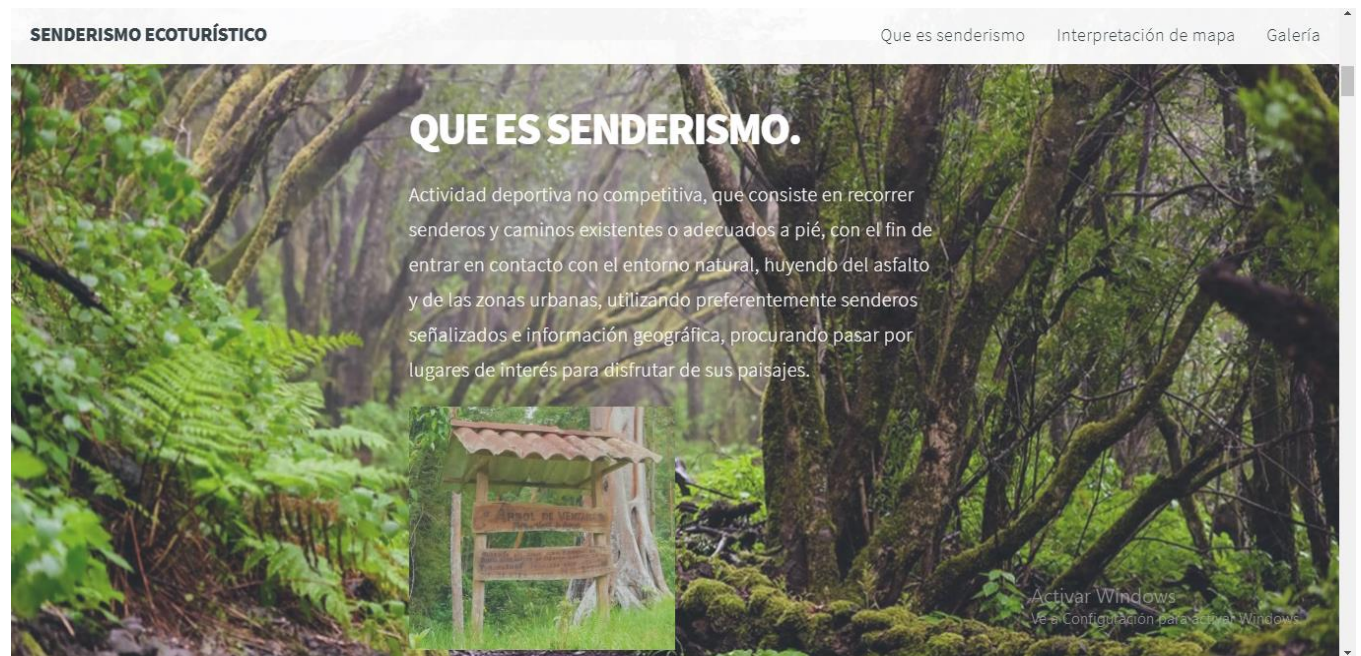 SENDERISMO ECOTURÍSTICO
Que es senderismo
Interpretación de mapa
Galería
QUE ES SENDERISMO.
Actividad deportiva no competitiva, que consiste en recorrer
senderos y caminos existentes o adecuados a pié, con el fin de
entrar en contacto con el entorno natural, huyendo del asfalto
y de las zonas urbanas, utilizando preferentemente senderos
señalizados e información geográfica, procurando pasar por
lugares de interés para disfrutar de sus paisajes.
ARBOL DE
Activar Windows
Ve a Configuración para activar Windows.